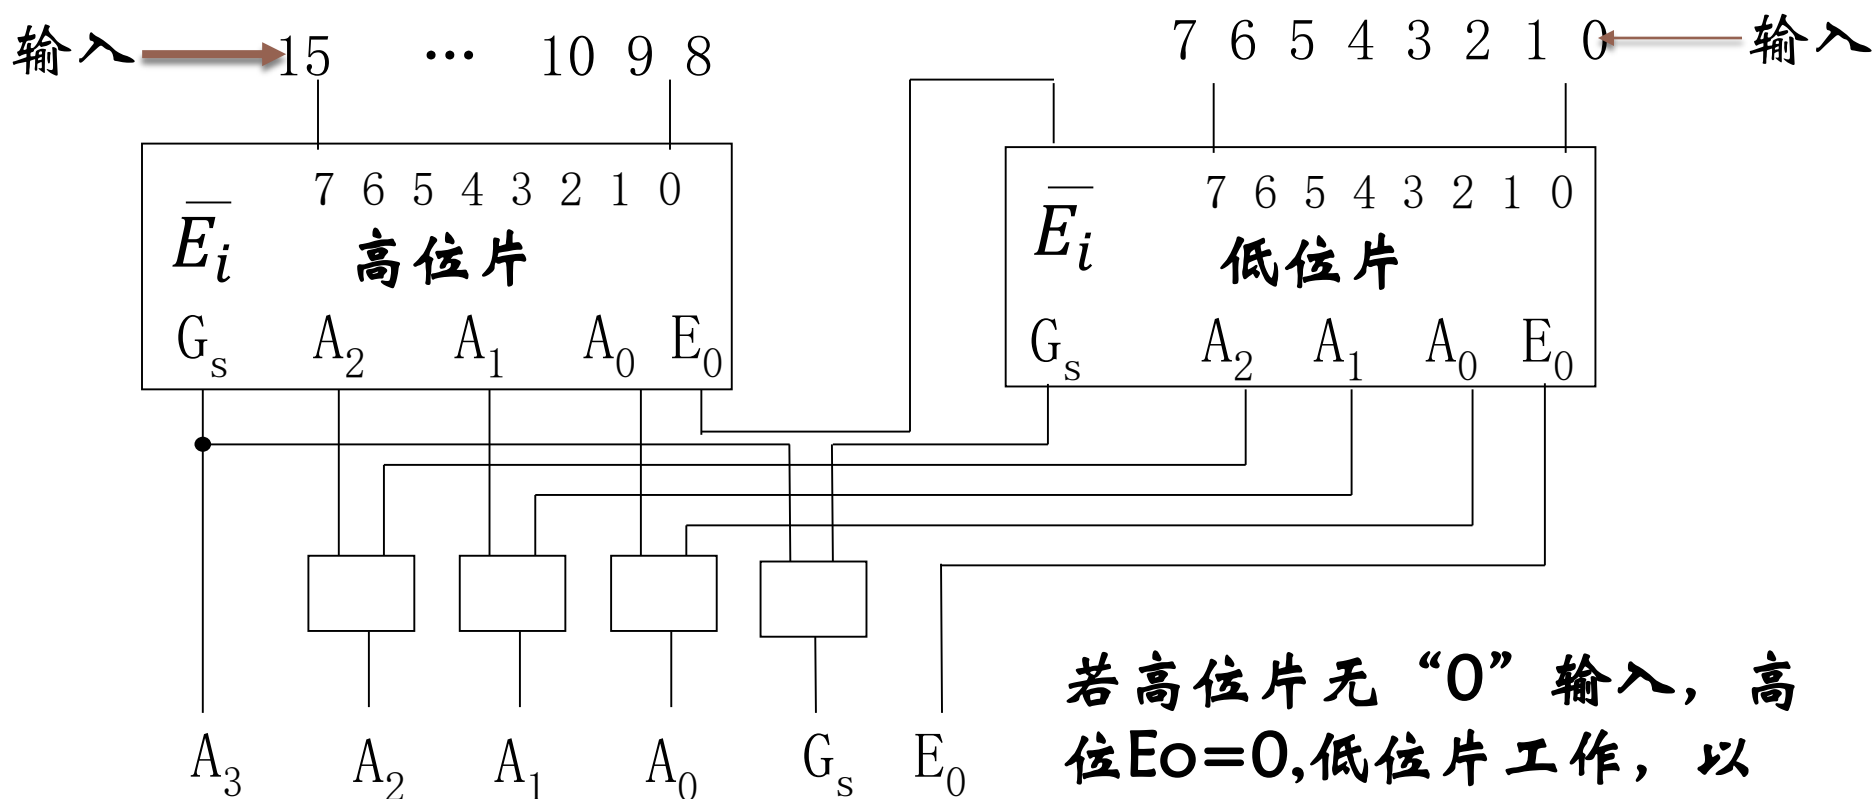 输入 15 … 10 9 8
7 6 5 4 3 2 1 0 输入
7 6 5 4 3 2 1 0
E̅i̅ 高位片
Gs A2 A1 A0 E0
7 6 5 4 3 2 1 0
E̅i̅ 低位片
Gs A2 A1 A0 E0
A3 A2 A1 A0 Gs E0
若高位片无“0”输入，高
位Eo=0,低位片工作，以